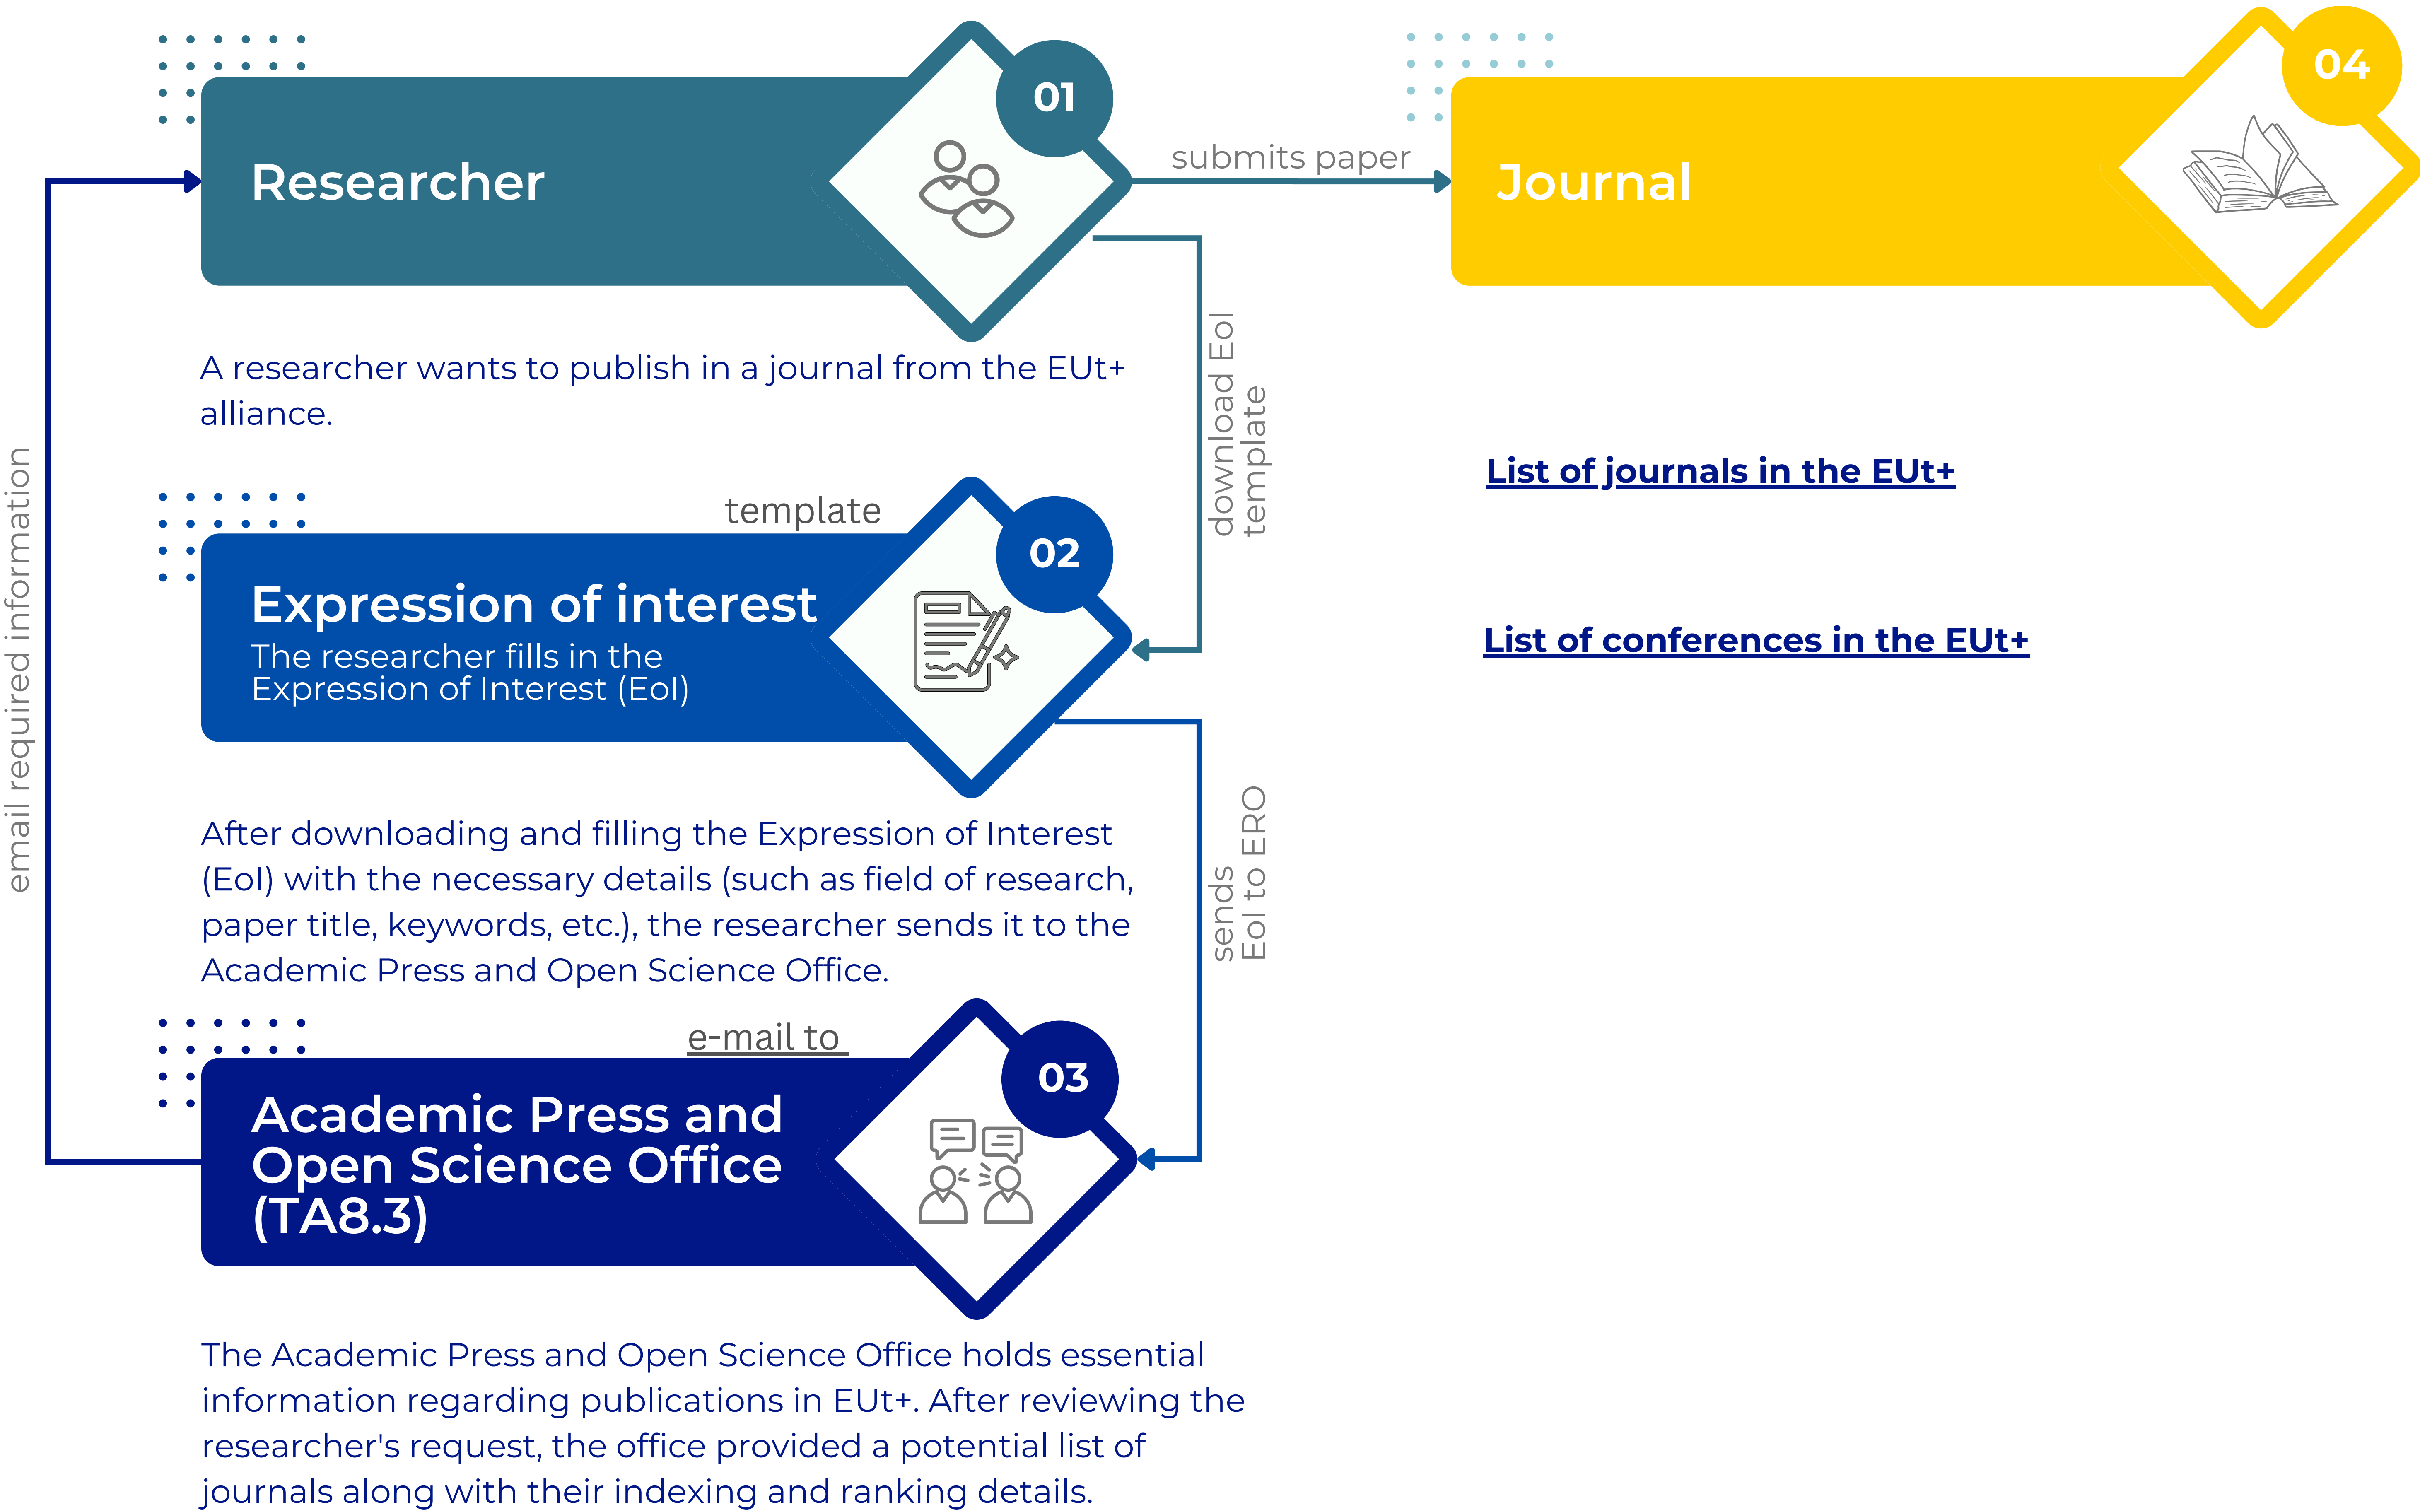 01
Researcher
submits paper
04
Journal
A researcher wants to publish in a journal from the EUt+
alliance.
download EoI
template
List of journals in the EUt+
List of conferences in the EUt+
template
02
Expression of interest
The researcher fills in the
Expression of Interest (EoI)
email required information
After downloading and filling the Expression of Interest
(EoI) with the necessary details (such as field of research,
paper title, keywords, etc.), the researcher sends it to the
Academic Press and Open Science Office.
sends
EoI to ERO
e-mail to
03
Academic Press and
Open Science Office
(TA8.3)
The Academic Press and Open Science Office holds essential
information regarding publications in EUt+. After reviewing the
researcher's request, the office provided a potential list of
journals along with their indexing and ranking details.